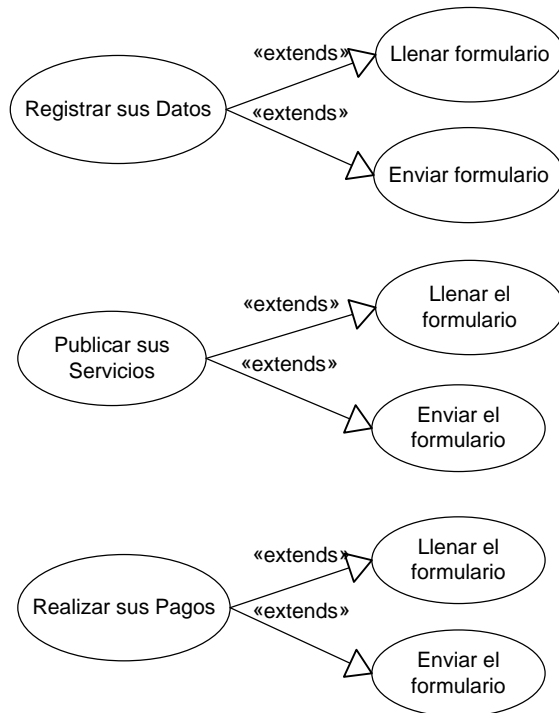 «extends»
Llenar formulario
Registrar sus Datos
«extends»
Enviar formulario
«extends»
Llenar el
formulario
Publicar sus
Servicios
«extends»
Enviar el
formulario
«extends»
Llenar el
formulario
Realizar sus Pagos
«extends»
Enviar el
formulario